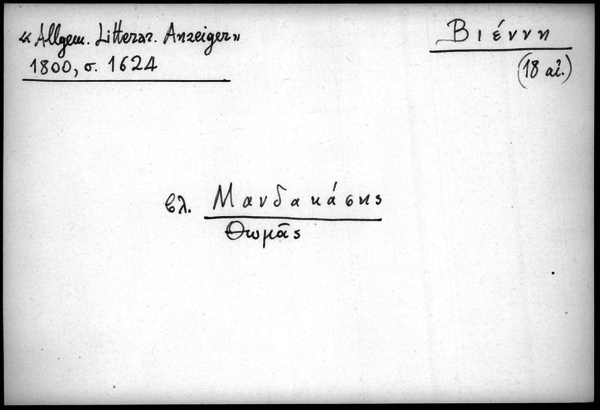 «Allgem. Litterar. Anzeiger»
1800, σ. 1624
Βιέννη
(18 αἰ.)
βλ. Μανδακάσης
Θωμᾶς